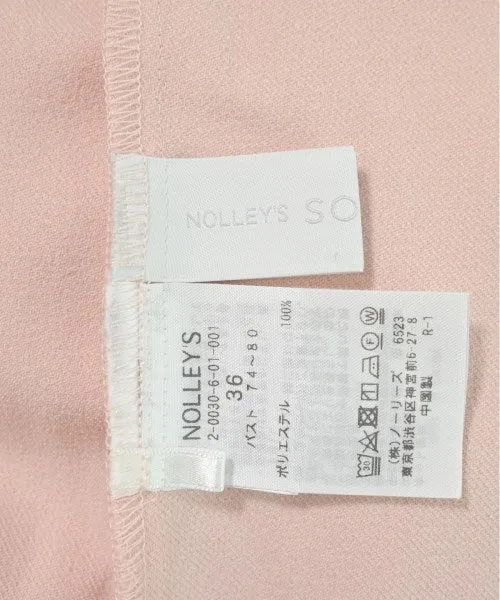 NOLLEY'S SO
NOLLEY'S
2-0030-6-01-001
36
バスト 74〜80
ポリエステル 100%
30
(株)ノーリーズ 6523
東京都渋谷区神宮前6-27-8
中国製 R-1